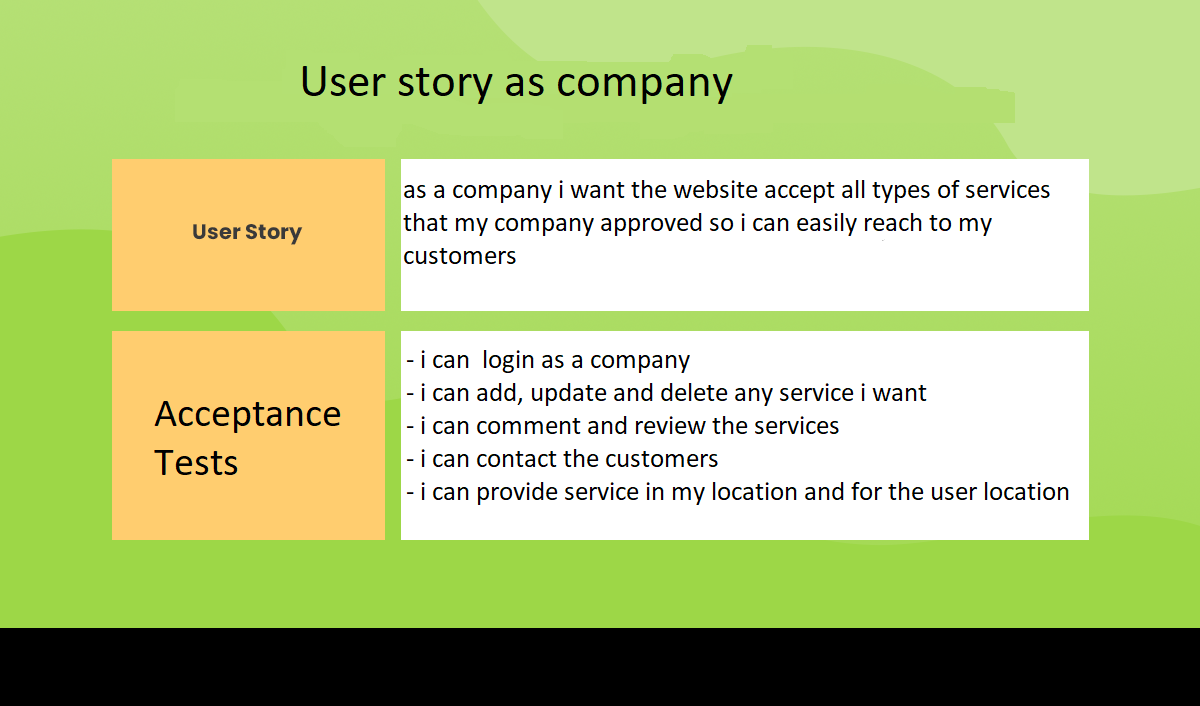 User story as company
User Story
as a company i want the website accept all types of services
that my company approved so i can easily reach to my
customers
Acceptance
Tests
- i can  login as a company
- i can add, update and delete any service i want
- i can comment and review the services
- i can contact the customers
- i can provide service in my location and for the user location